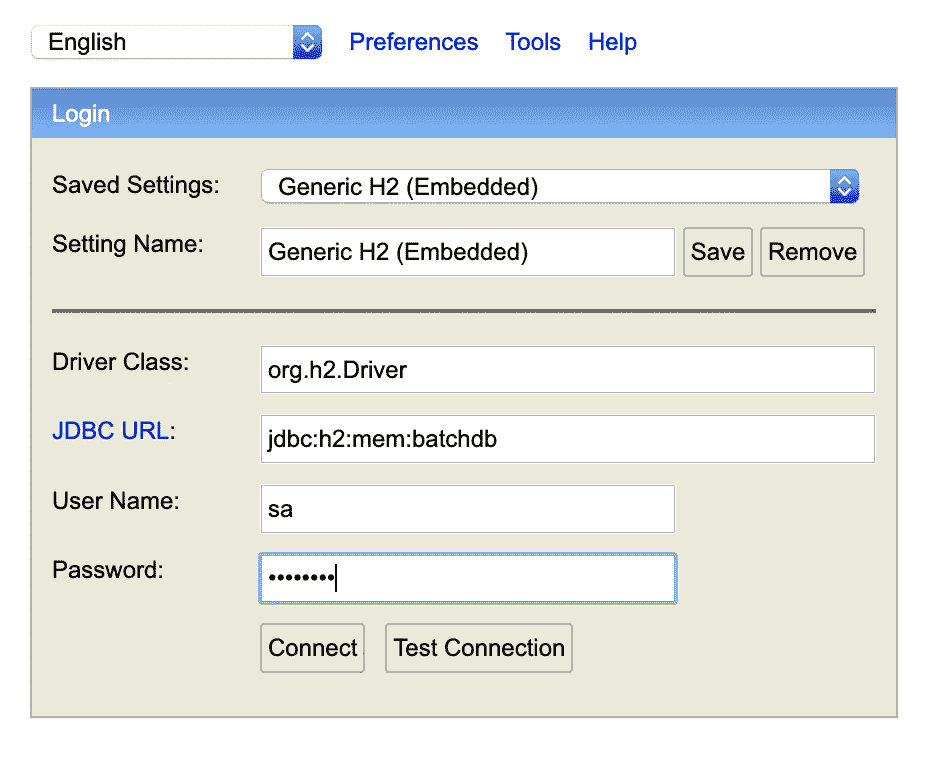 English Preferences Tools Help
Login
Saved Settings: Generic H2 (Embedded)
Setting Name: Generic H2 (Embedded) Save Remove
Driver Class: org.h2.Driver
JDBC URL: jdbc:h2:mem:batchdb
User Name: sa
Password: ••••••••
Connect Test Connection